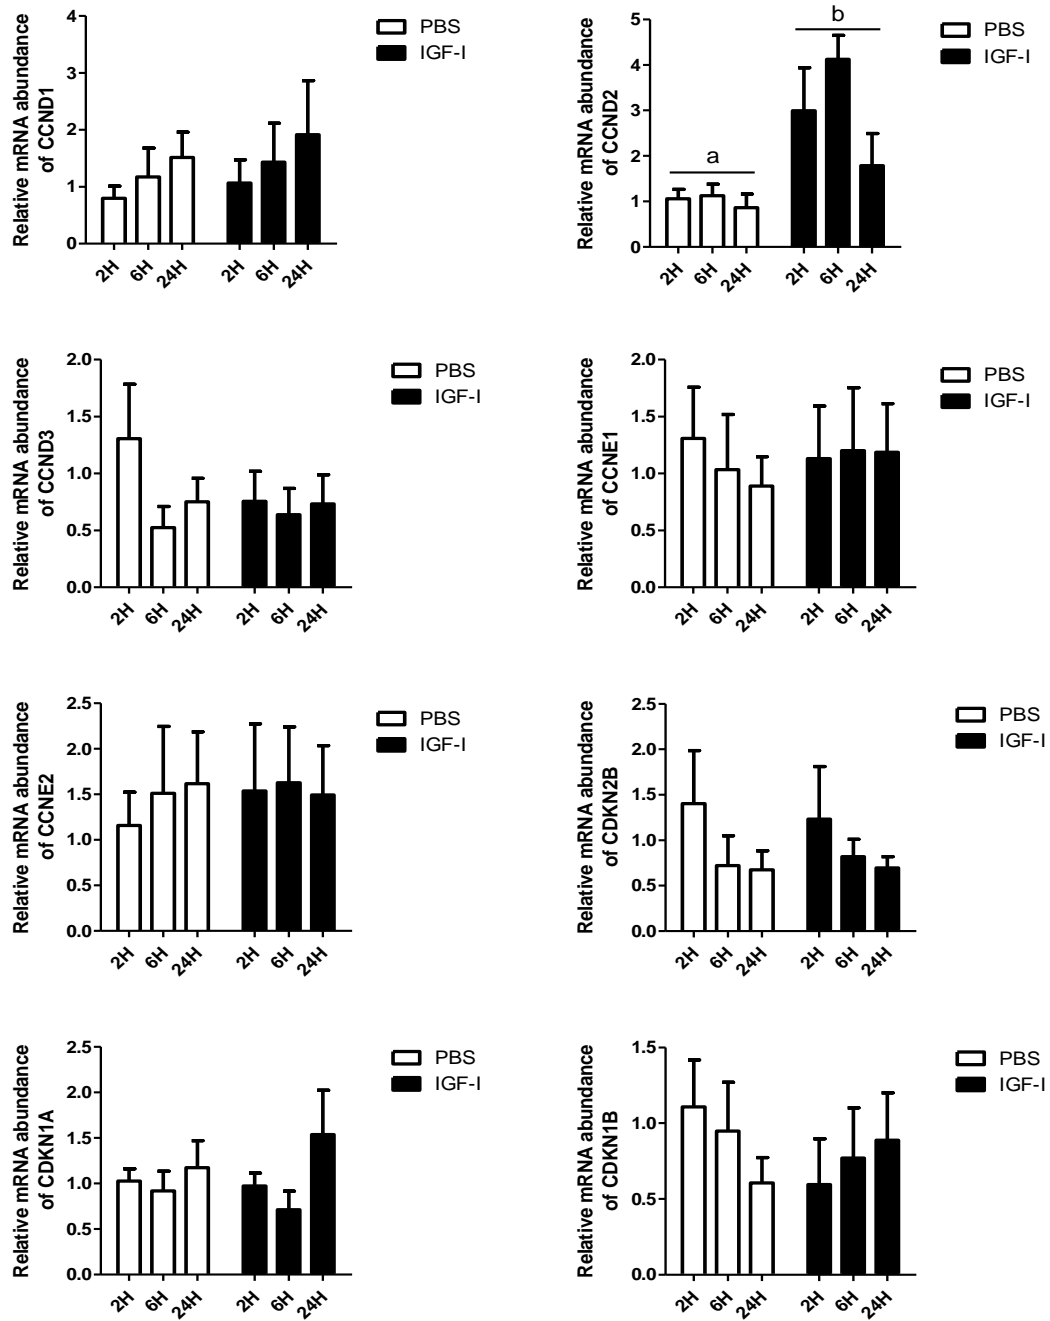 Relative mRNA abundance
of CCND1
4
3
2
1
0
2H 6H 24H 2H 6H 24H
PBS
IGF-I
Relative mRNA abundance
of CCND2
5
4
3
2
1
0
a
b
2H 6H 24H 2H 6H 24H
PBS
IGF-I
Relative mRNA abundance
of CCND3
2.0
1.5
1.0
0.5
0.0
2H 6H 24H 2H 6H 24H
PBS
IGF-I
Relative mRNA abundance
of CCNE1
2.0
1.5
1.0
0.5
0.0
2H 6H 24H 2H 6H 24H
PBS
IGF-I
Relative mRNA abundance
of CCNE2
2.5
2.0
1.5
1.0
0.5
0.0
2H 6H 24H 2H 6H 24H
PBS
IGF-I
Relative mRNA abundance
of CDKN2B
2.5
2.0
1.5
1.0
0.5
0.0
2H 6H 24H 2H 6H 24H
PBS
IGF-I
Relative mRNA abundance
of CDKN1A
2.5
2.0
1.5
1.0
0.5
0.0
2H 6H 24H 2H 6H 24H
PBS
IGF-I
Relative mRNA abundance
of CDKN1B
1.5
1.0
0.5
0.0
2H 6H 24H 2H 6H 24H
PBS
IGF-I